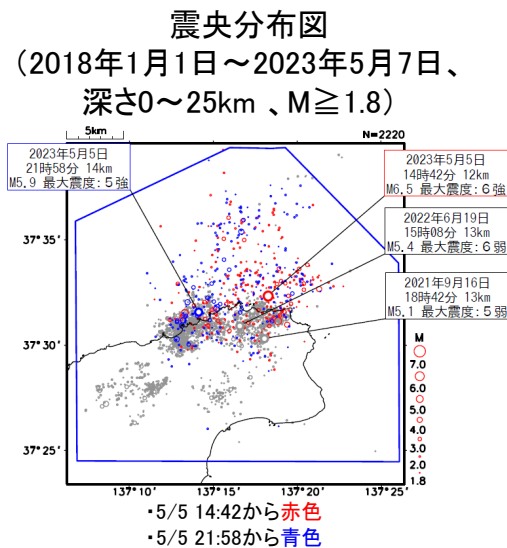 震央分布図
（2018年1月1日～2023年5月7日、
深さ0～25km 、M≧1.8）
5km
N=2220
2023年5月5日
21時58分 14km
M5.9 最大震度：５強
2023年5月5日
14時42分 12km
M6.5 最大震度：６強
2022年6月19日
15時08分 13km
M5.4 最大震度：６弱
2021年9月16日
18時42分 13km
M5.1 最大震度：５弱
37°35′
37°30′
37°25′
M
7.0
6.0
5.0
4.0
3.0
2.0
1.8
137°10′
137°15′
137°20′
137°25′
・5/5 14:42から赤色
・5/5 21:58から青色